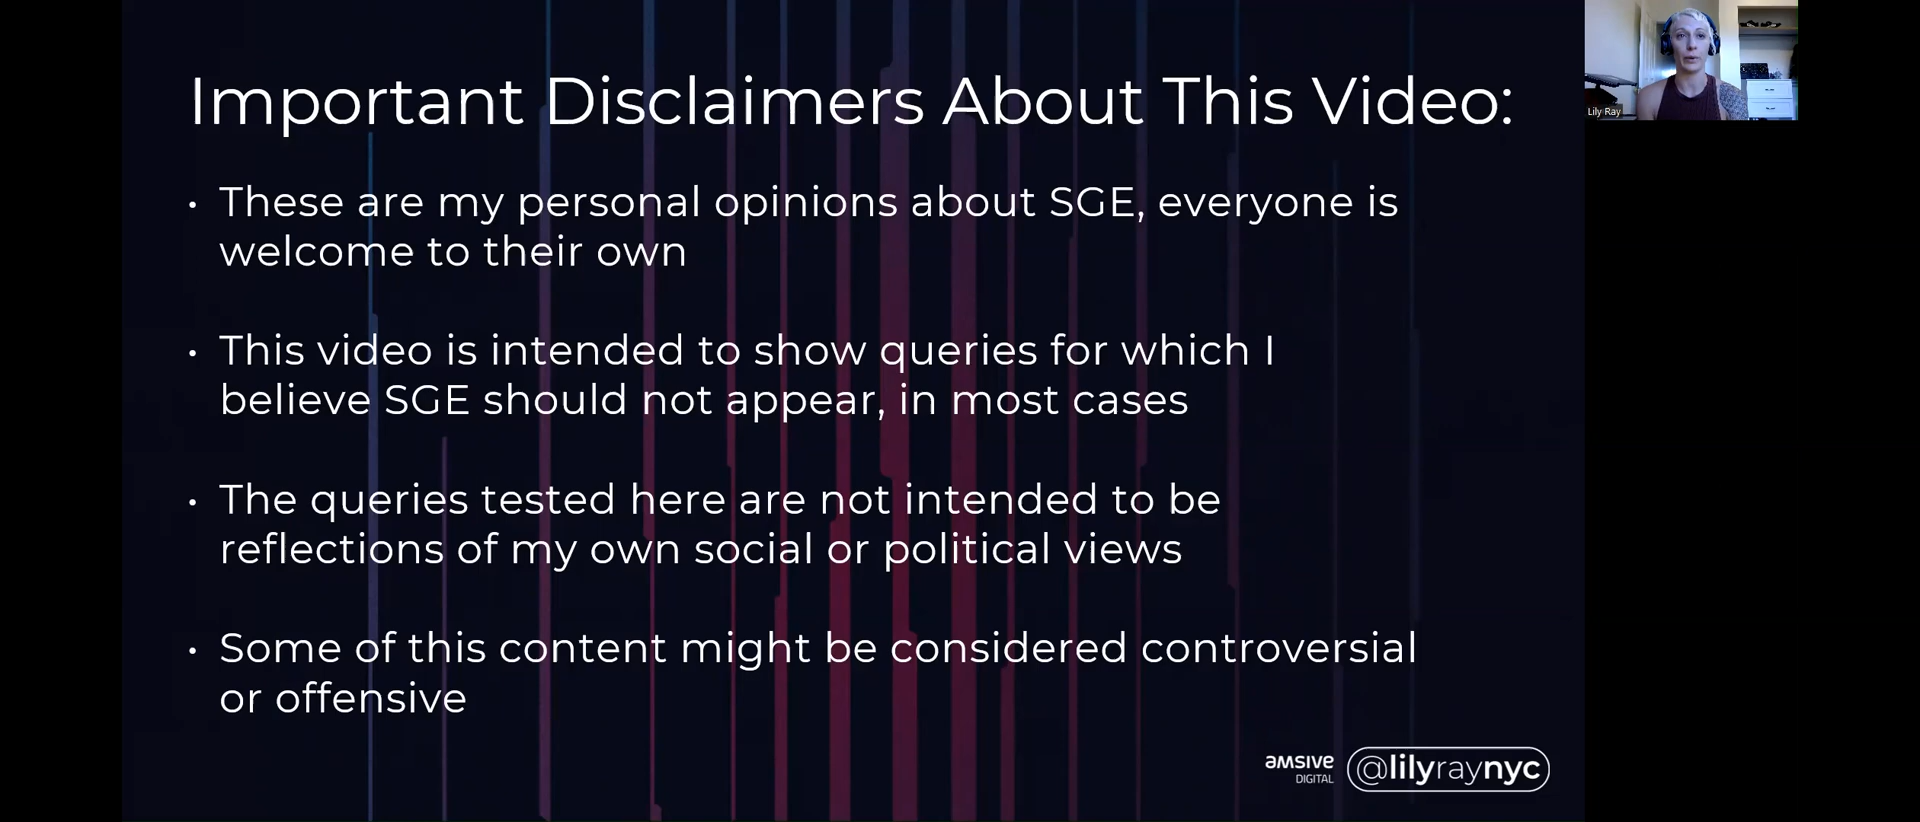 Important Disclaimers About This Video:
• These are my personal opinions about SGE, everyone is
welcome to their own
• This video is intended to show queries for which I
believe SGE should not appear, in most cases
• The queries tested here are not intended to be
reflections of my own social or political views
• Some of this content might be considered controversial
or offensive
amsive
DIGITAL
@lilyraynyc
Lily Ray